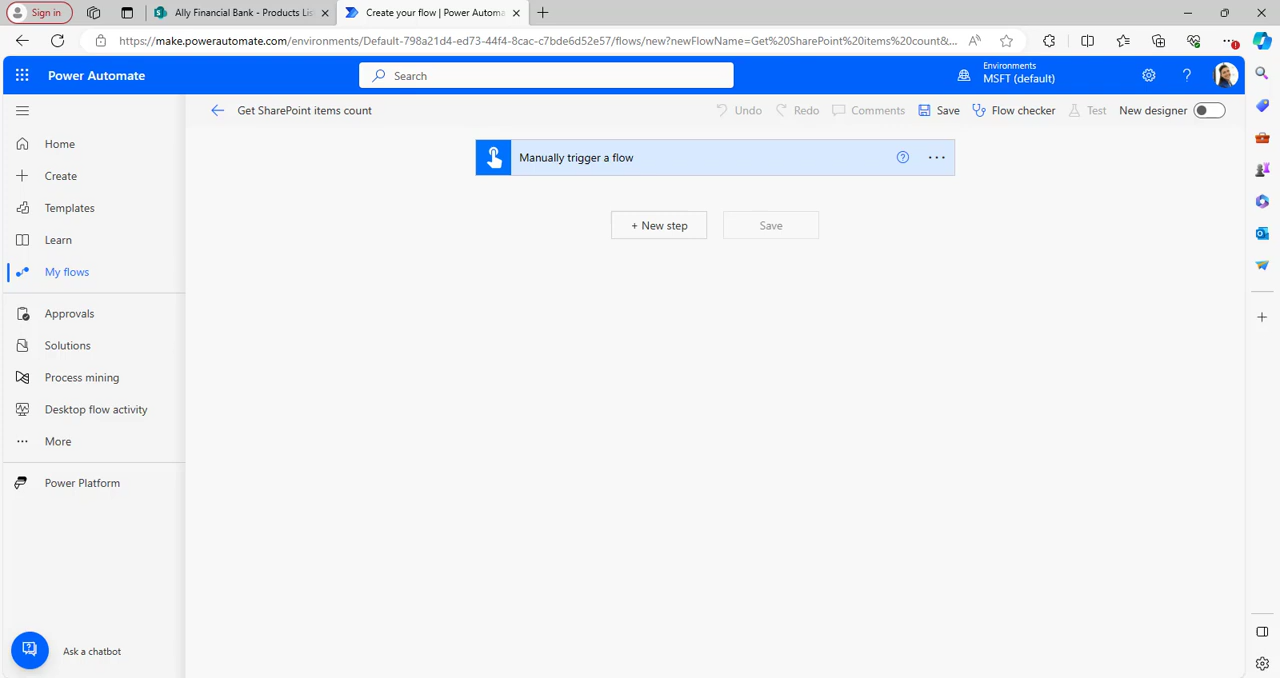 Sign in
Ally Financial Bank - Products Lis
Create your flow | Power Automa
https://make.powerautomate.com/environments/Default-798a21d4-ed73-44f4-8cac-c7bde6d52e57/flows/new?newFlowName=Get%20SharePoint%20items%20count&...
Power Automate
Search
Environments
MSFT (default)
Get SharePoint items count
Undo
Redo
Comments
Save
Flow checker
Test
New designer
Home
Create
Templates
Learn
My flows
Approvals
Solutions
Process mining
Desktop flow activity
More
Power Platform
Ask a chatbot
Manually trigger a flow
+ New step
Save